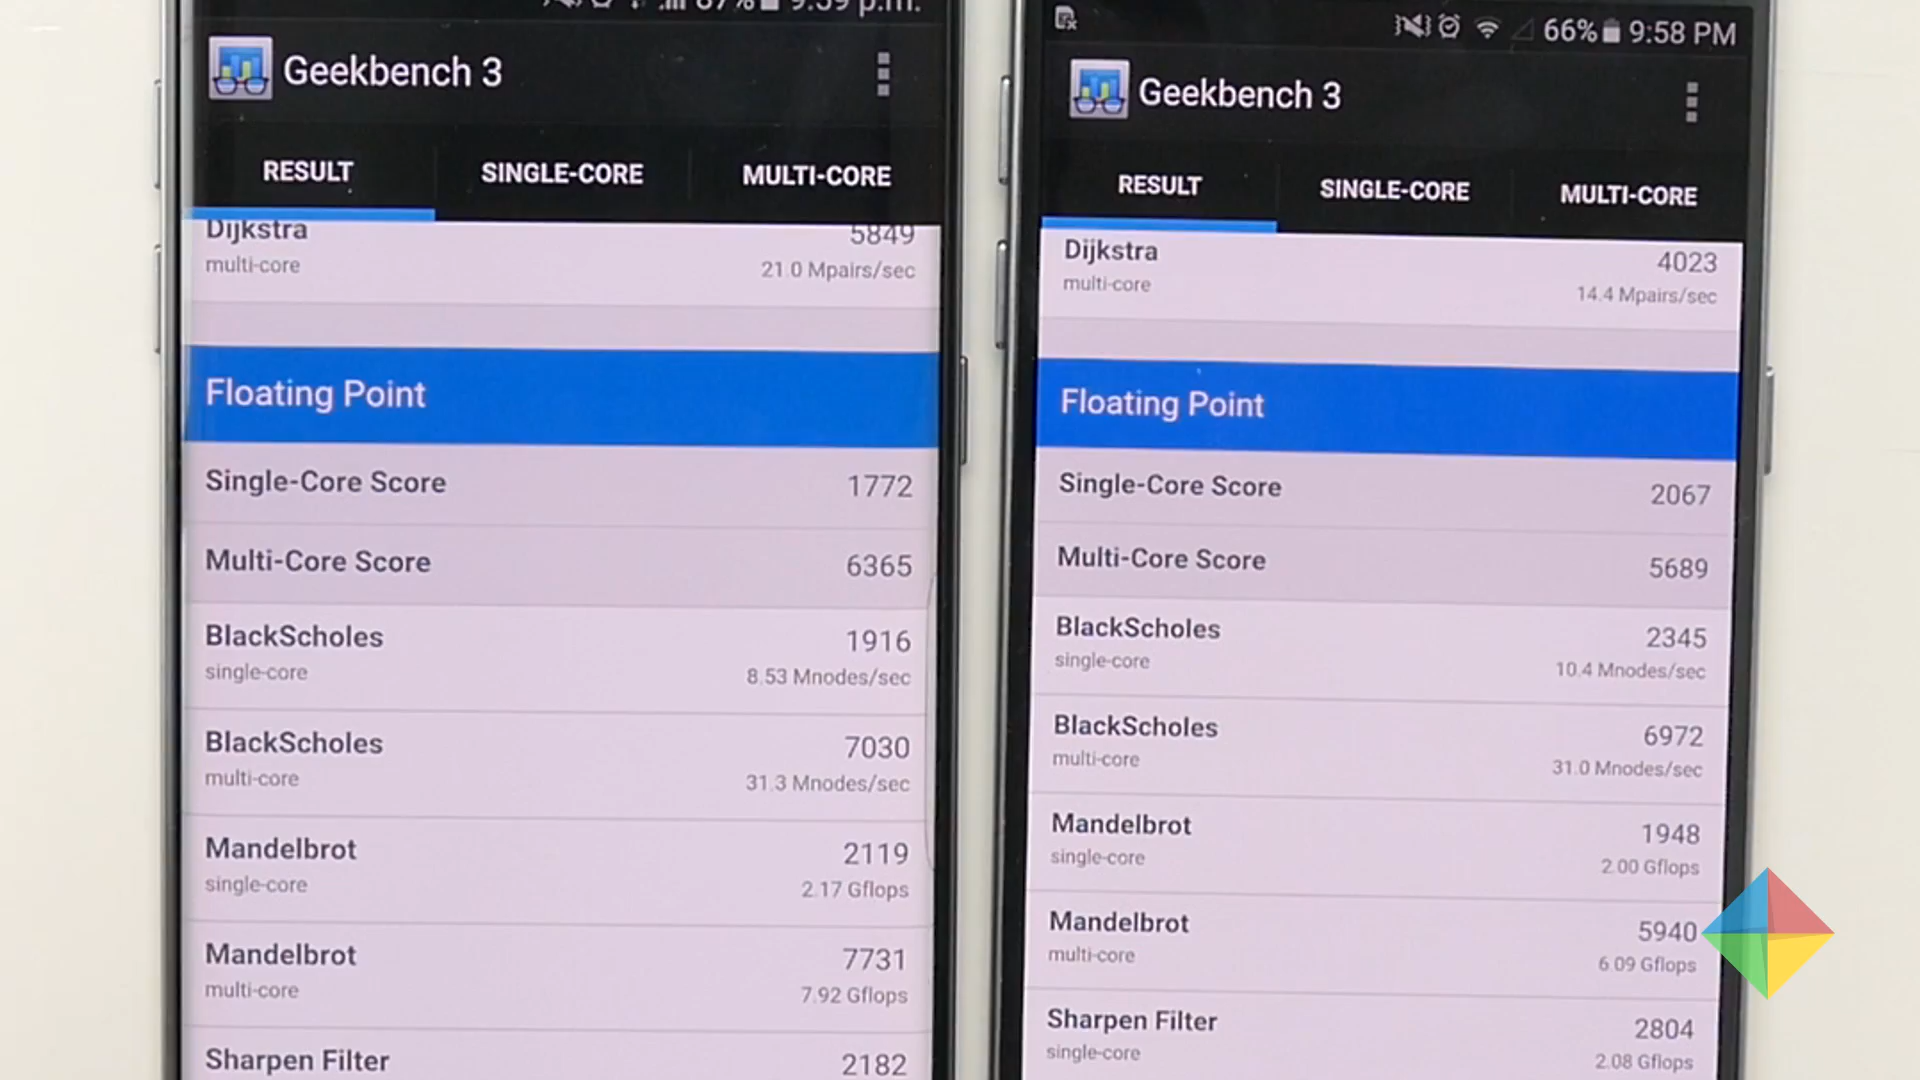 87% 9:59 p.m.
Geekbench 3
RESULT SINGLE-CORE MULTI-CORE
Dijkstra 5849
multi-core 21.0 Mpairs/sec
Floating Point
Single-Core Score 1772
Multi-Core Score 6365
BlackScholes 1916
single-core 8.53 Mnodes/sec
BlackScholes 7030
multi-core 31.3 Mnodes/sec
Mandelbrot 2119
single-core 2.17 Gflops
Mandelbrot 7731
multi-core 7.92 Gflops
Sharpen Filter 2182
66% 9:58 PM
Geekbench 3
RESULT SINGLE-CORE MULTI-CORE
Dijkstra 4023
multi-core 14.4 Mpairs/sec
Floating Point
Single-Core Score 2067
Multi-Core Score 5689
BlackScholes 2345
single-core 10.4 Mnodes/sec
BlackScholes 6972
multi-core 31.0 Mnodes/sec
Mandelbrot 1948
single-core 2.00 Gflops
Mandelbrot 5940
multi-core 6.09 Gflops
Sharpen Filter 2804
single-core 2.08 Gflops